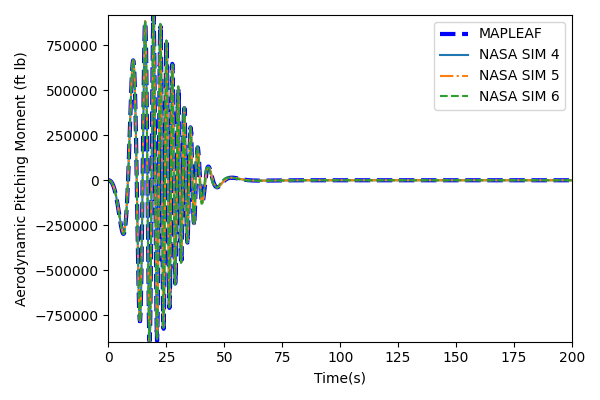 Aerodynamic Pitching Moment (ft lb)
750000
500000
250000
0
−250000
−500000
−750000
MAPLEAF
NASA SIM 4
NASA SIM 5
NASA SIM 6
0 25 50 75 100 125 150 175 200
Time(s)